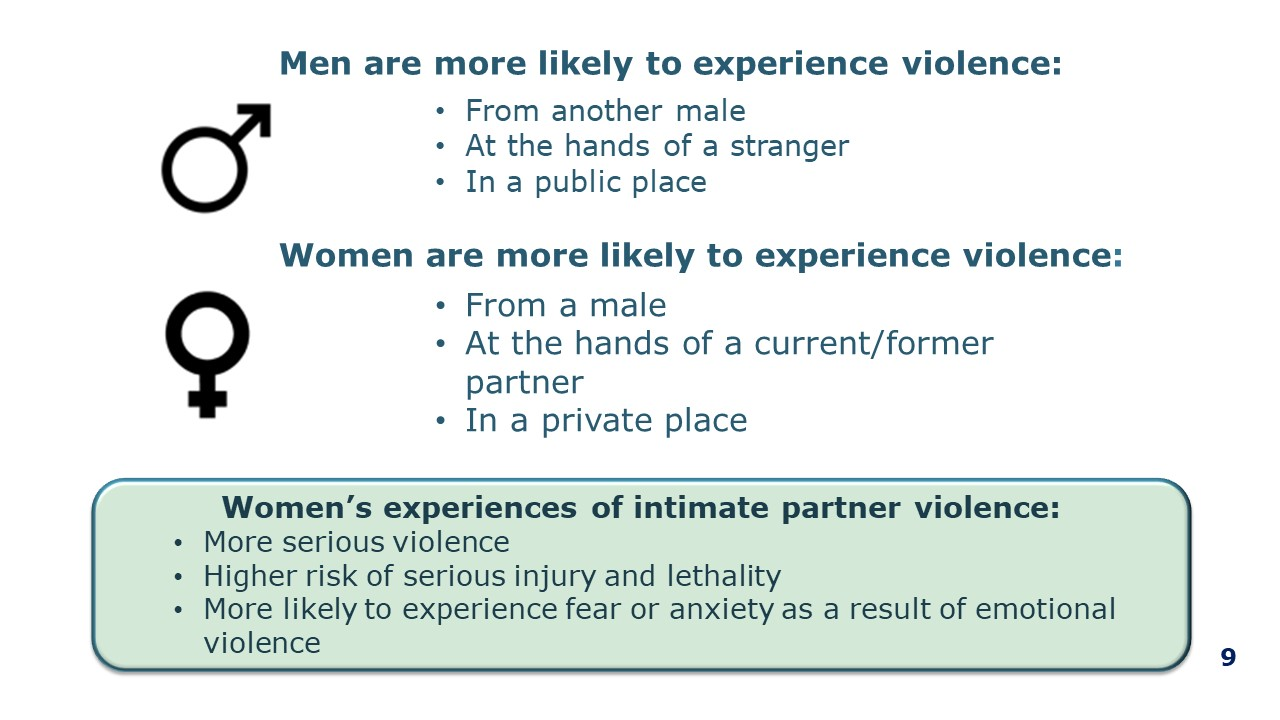 Men are more likely to experience violence:
• From another male
• At the hands of a stranger
• In a public place
Women are more likely to experience violence:
• From a male
• At the hands of a current/former
partner
• In a private place
Women’s experiences of intimate partner violence:
• More serious violence
• Higher risk of serious injury and lethality
• More likely to experience fear or anxiety as a result of emotional
violence
9